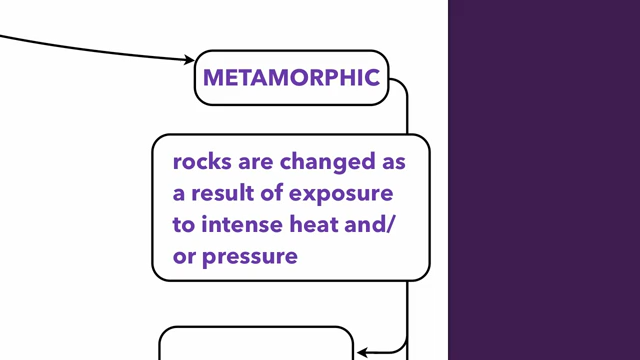 METAMORPHIC
rocks are changed as
a result of exposure
to intense heat and/
or pressure